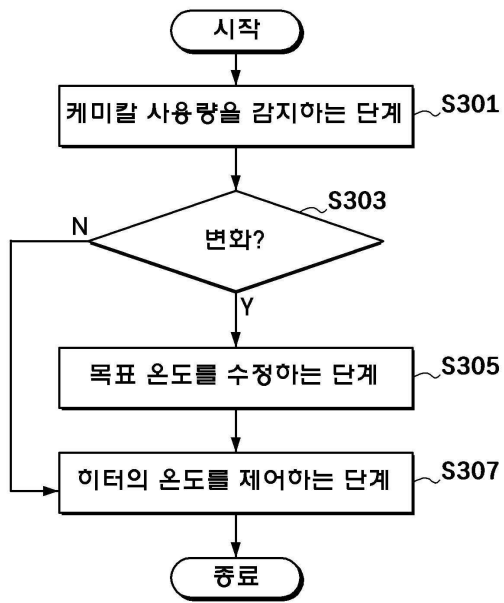 시작
케미칼 사용량을 감지하는 단계
S301
S303
변화?
N
Y
목표 온도를 수정하는 단계
S305
히터의 온도를 제어하는 단계
S307
종료